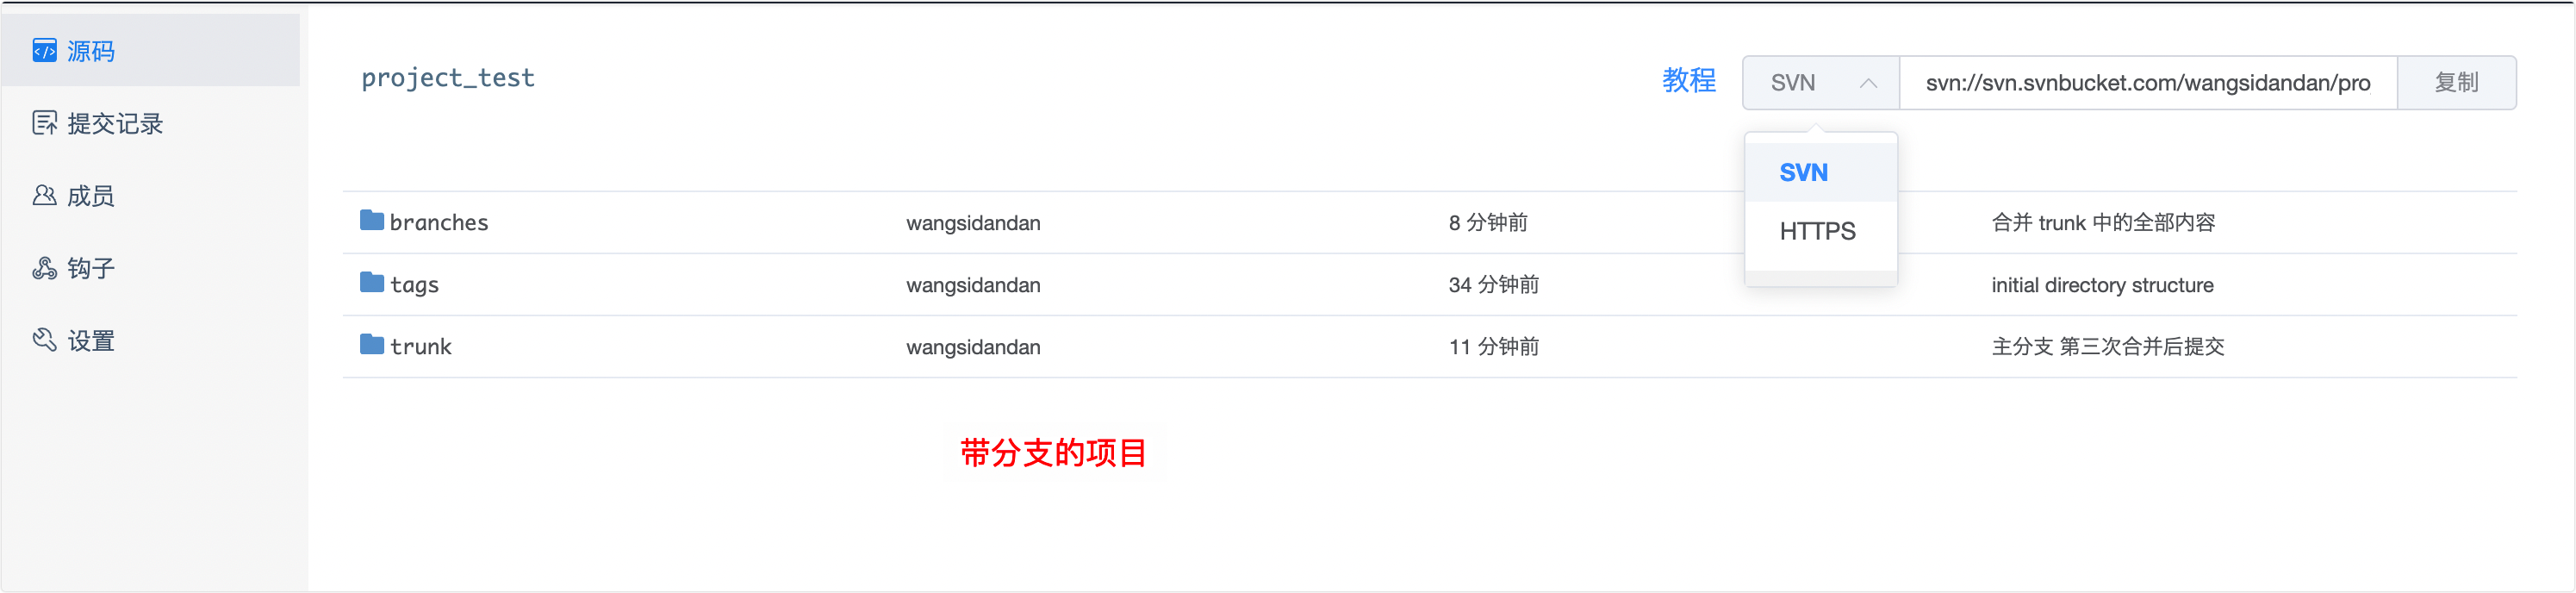 源码
提交记录
成员
钩子
设置
project_test
教程 SVN svn://svn.svnbucket.com/wangsidandan/pro 复制
SVN
HTTPS
branches wangsidandan 8 分钟前 合并 trunk 中的全部内容
tags wangsidandan 34 分钟前 initial directory structure
trunk wangsidandan 11 分钟前 主分支 第三次合并后提交
带分支的项目